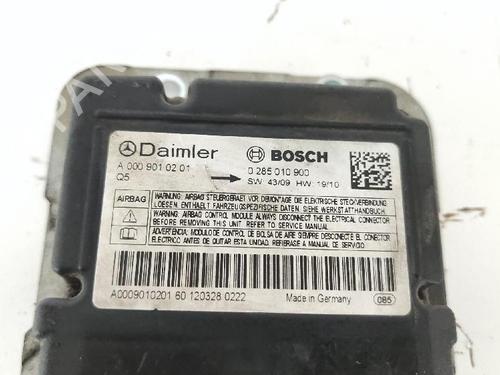 Daimler BOSCH
A 000 901 02 01 0 285 010 900
Q5 SW: 43/09 HW: 19/10
AIRBAG
WARNING: AIRBAG STEUERGERAET VOR DEMONTAGE DIE ELEKTRISCHE STECKVERBINDUNG
LOESEN. ENTHAELT FAHRZEUGSPEZIFISCHE DATEN. SIEHE WERKSTATTHANDBUCH.
WARNING: AIRBAG CONTROL MODULE ALWAYS DISCONNECT THE ELECTRICAL CONNECTOR
BEFORE REMOVING THIS UNIT REFER TO SERVICE MANUAL
AVISO: EL MODULO DE CONTROL DE BOLSA DE AIRE SIEMPRE DESCONECTE EL CONECTOR
ANTES DE QUITAR ESTA UNIDAD. REFIERASE A MANUAL DE SERVICIO
A0009010201 60 120328 0222 Made in Germany 085